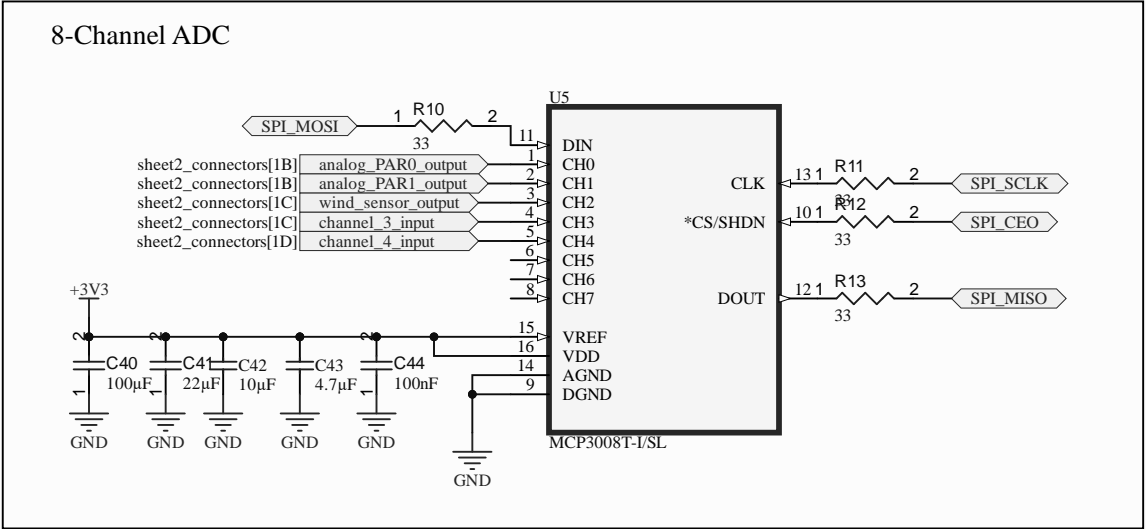 8-Channel ADC
U5
SPI_MOSI 1 R10 2
33
11 DIN
sheet2_connectors[1B] analog_PAR0_output 1 CH0
sheet2_connectors[1B] analog_PAR1_output 2 CH1
sheet2_connectors[1C] wind_sensor_output 3 CH2
sheet2_connectors[1C] channel_3_input 4 CH3
sheet2_connectors[1D] channel_4_input 5 CH4
6 CH5
7 CH6
8 CH7
CLK 13 1 R11 2 SPI_SCLK
33
*CS/SHDN 10 1 R12 2 SPI_CEO
33
DOUT 12 1 R13 2 SPI_MISO
33
+3V3
15 VREF
16 VDD
14 AGND
9 DGND
2 2 2
C40 C41 C42 C43 C44
100µF 22µF 10µF 4.7µF 100nF
1 1 1
GND GND GND GND GND
MCP3008T-I/SL
GND